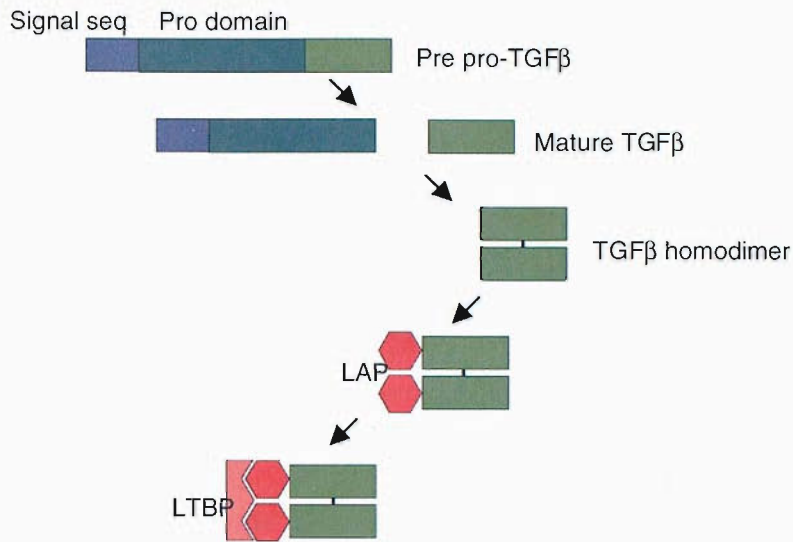 Signal seq Pro domain
Pre pro-TGFβ
Mature TGFβ
TGFβ homodimer
LAP
LTBP